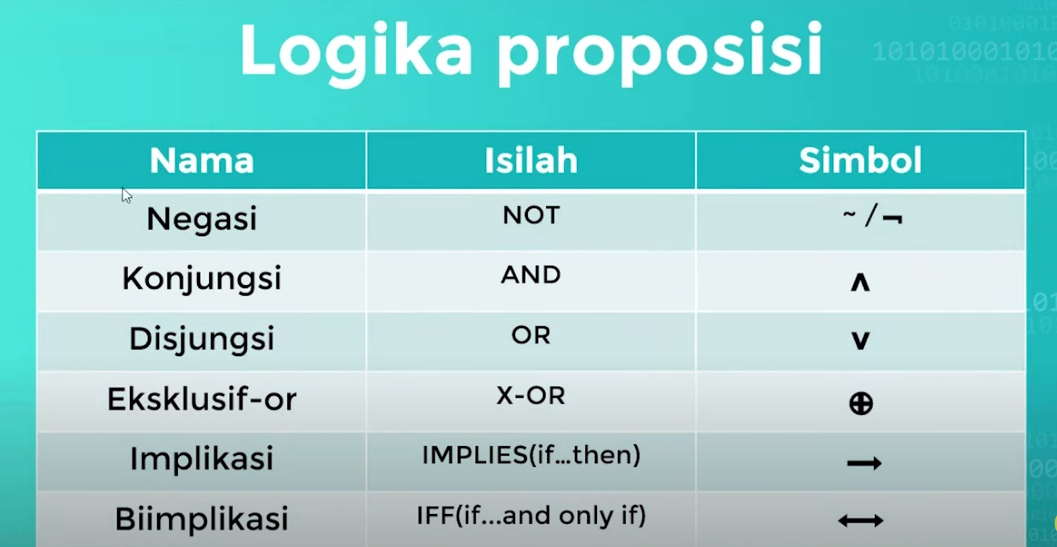 Logika proposisi
Nama Isilah Simbol
Negasi NOT ~ / ¬
Konjungsi AND ∧
Disjungsi OR ∨
Eksklusif-or X-OR ⊕
Implikasi IMPLIES(if...then) →
Biimplikasi IFF(if...and only if) ↔